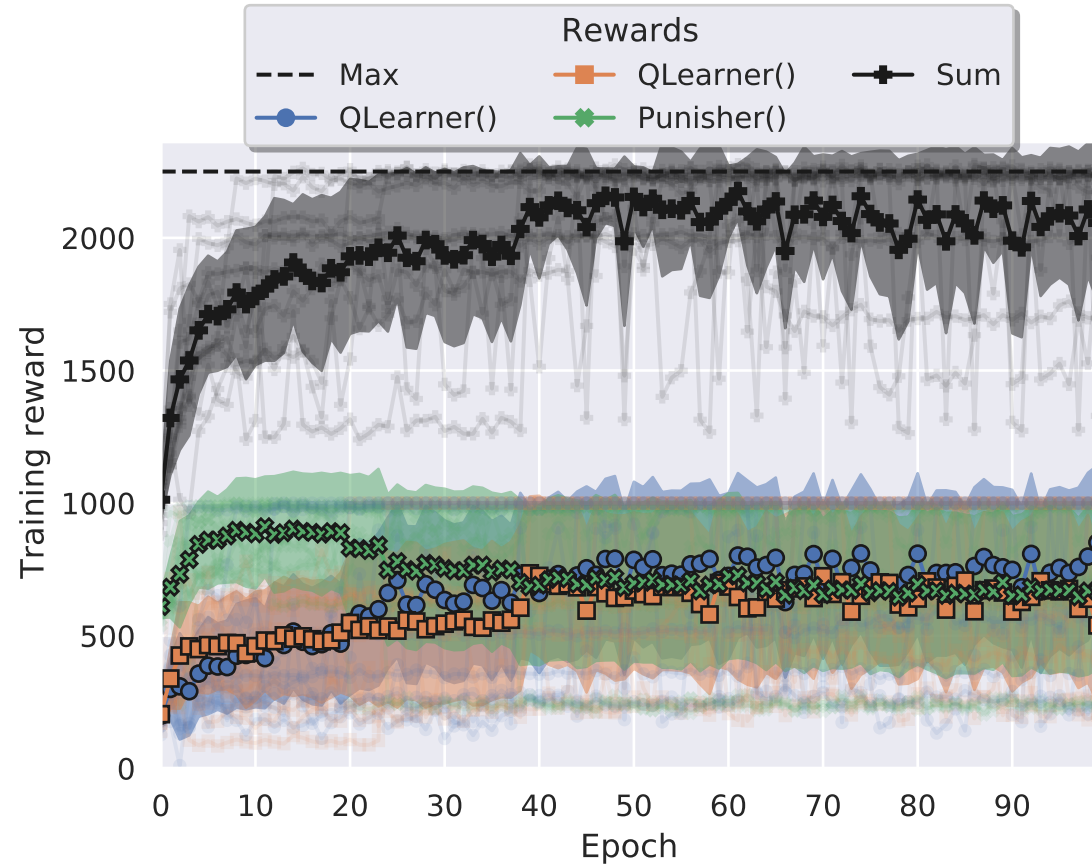 Rewards
Max QLearner() Sum
QLearner() Punisher()
Training reward
2000
1500
1000
500
0
0 10 20 30 40 50 60 70 80 90
Epoch